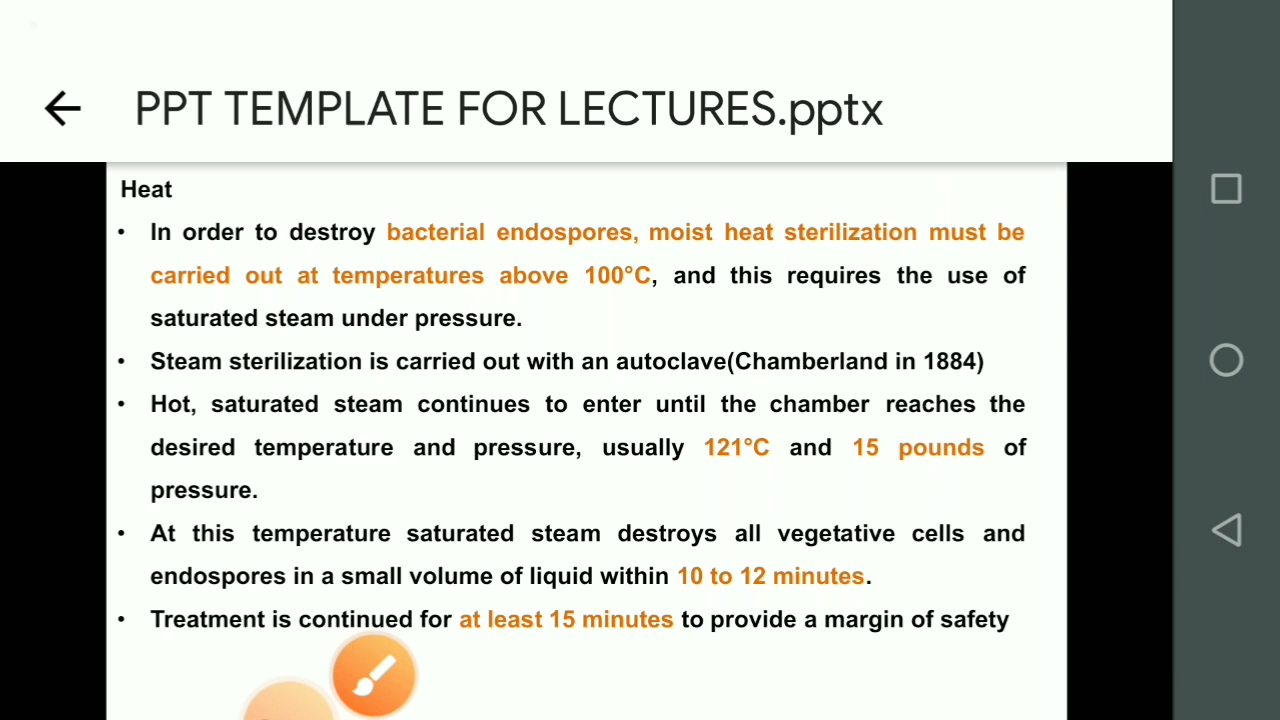 PPT TEMPLATE FOR LECTURES.pptx
Heat
• In order to destroy bacterial endospores, moist heat sterilization must be
carried out at temperatures above 100°C, and this requires the use of
saturated steam under pressure.
• Steam sterilization is carried out with an autoclave(Chamberland in 1884)
• Hot, saturated steam continues to enter until the chamber reaches the
desired temperature and pressure, usually 121°C and 15 pounds of
pressure.
• At this temperature saturated steam destroys all vegetative cells and
endospores in a small volume of liquid within 10 to 12 minutes.
• Treatment is continued for at least 15 minutes to provide a margin of safety